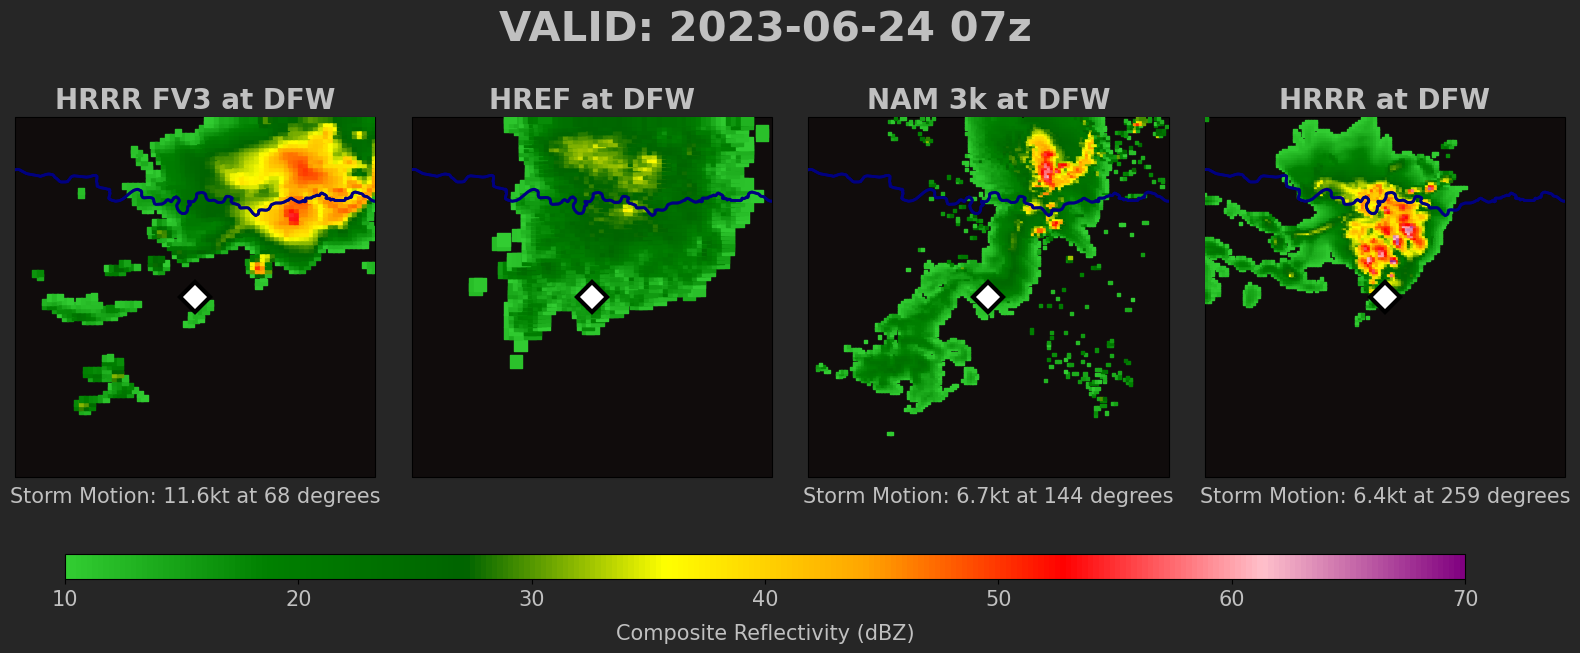 VALID: 2023-06-24 07z
HRRR FV3 at DFW
HREF at DFW
NAM 3k at DFW
HRRR at DFW
Storm Motion: 11.6kt at 68 degrees
Storm Motion: 6.7kt at 144 degrees
Storm Motion: 6.4kt at 259 degrees
10 20 30 40 50 60 70
Composite Reflectivity (dBZ)